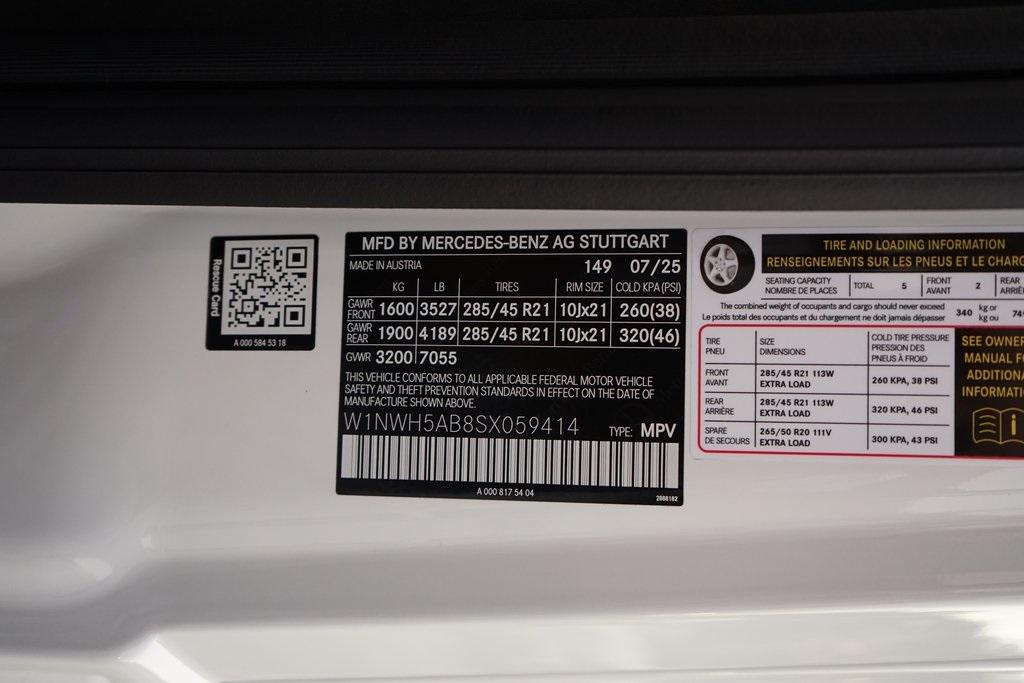 Rescue Card
A 000 584 53 18
MFD BY MERCEDES-BENZ AG STUTTGART
MADE IN AUSTRIA 149 07/25
KG LB TIRES RIM SIZE COLD KPA(PSI)
GAWR FRONT 1600 3527 285/45 R21 10Jx21 260(38)
GAWR REAR 1900 4189 285/45 R21 10Jx21 320(46)
GVWR 3200 7055
THIS VEHICLE CONFORMS TO ALL APPLICABLE FEDERAL MOTOR VEHICLE
SAFETY AND THEFT PREVENTION STANDARDS IN EFFECT ON THE DATE OF
MANUFACTURE SHOWN ABOVE.
W1NWH5AB8SX059414 TYPE: MPV
A 000 817 54 04
2888182
TIRE AND LOADING INFORMATION
RENSEIGNEMENTS SUR LES PNEUS ET LE CHARG
SEATING CAPACITY
NOMBRE DE PLACES
TOTAL 5
FRONT
AVANT
2
REAR
ARRIÈ
The combined weight of occupants and cargo should never exceed
Le poids total des occupants et du chargement ne doit jamais dépasser
340 kg or
kg ou
749
TIRE
PNEU
SIZE
DIMENSIONS
COLD TIRE PRESSURE
PRESSION DES
PNEUS À FROID
FRONT
AVANT
285/45 R21 113W
EXTRA LOAD
260 KPA, 38 PSI
REAR
ARRIÈRE
285/45 R21 113W
EXTRA LOAD
320 KPA, 46 PSI
SPARE
DE SECOURS
265/50 R20 111V
EXTRA LOAD
300 KPA, 43 PSI
SEE OWNER
MANUAL FO
ADDITIONA
INFORMATI